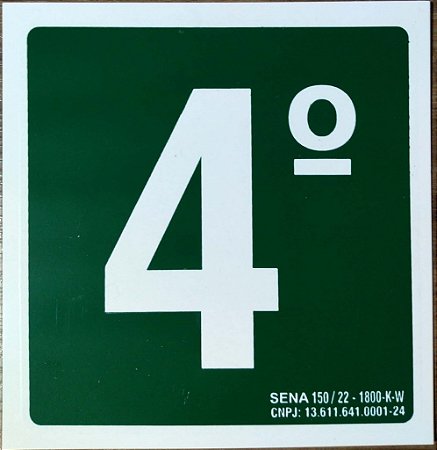 4º
SENA 150 / 22 - 1800-K-W
CNPJ: 13.611.641.0001-24